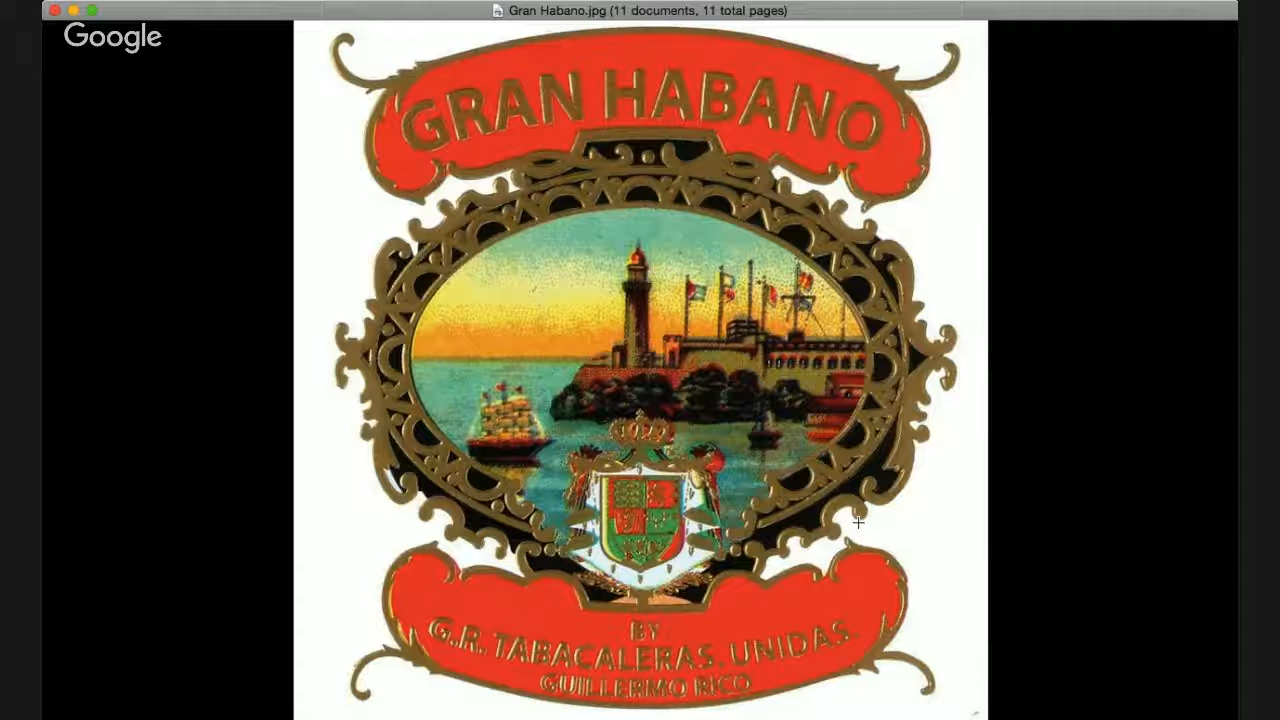 Gran Habano.jpg (11 documents, 11 total pages)
Google
GRAN HABANO
BY
G.R. TABACALERAS. UNIDAS.
GUILLERMO RICO